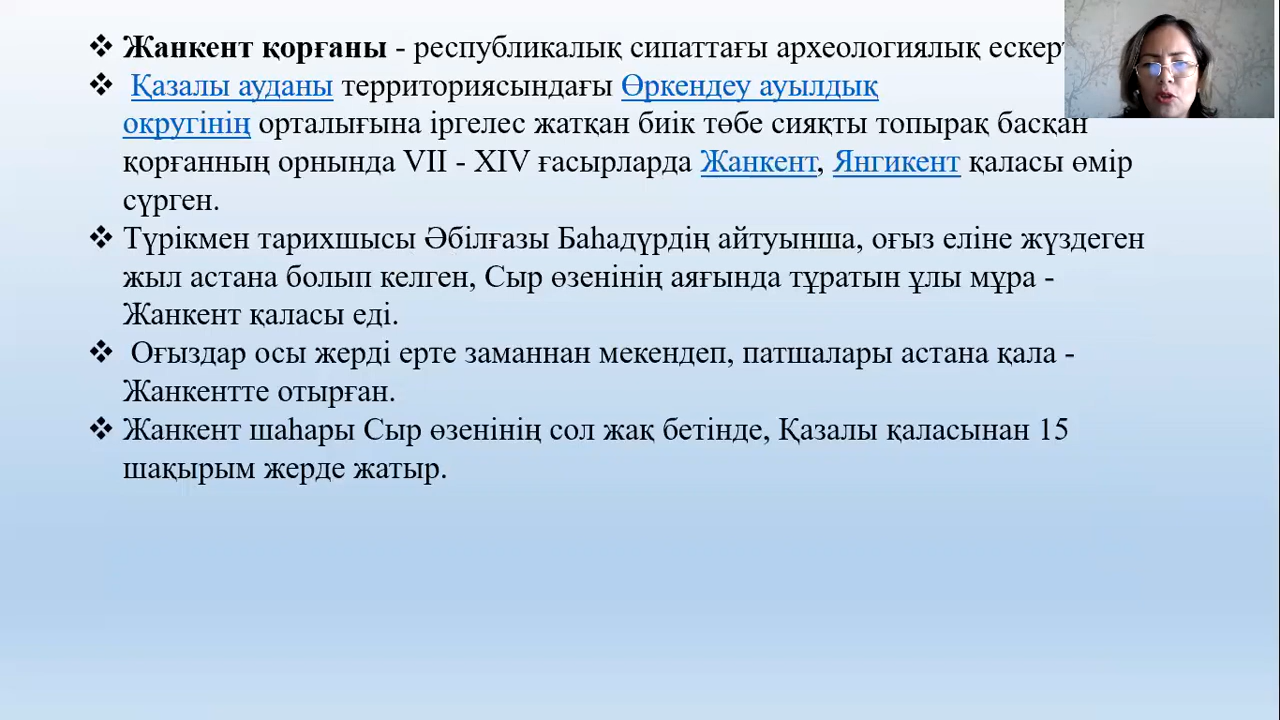 ❖ Жанкент қорғаны - республикалық сипаттағы археологиялық
❖ Қазалы ауданы территориясындағы Өркендеу ауылдық
округінің орталығына іргелес жатқан биік төбе сияқты топырақ басқан
қорғанның орнында VII - XIV ғасырларда Жанкент, Янгикент қаласы өмір
сүрген.
❖ Түрікмен тарихшысы Әбілғазы Баһадүрдің айтуынша, оғыз еліне жүздеген
жыл астана болып келген, Сыр өзенінің аяғында тұратын ұлы мұра -
Жанкент қаласы еді.
❖ Оғыздар осы жерді ерте заманнан мекендеп, патшалары астана қала -
Жанкентте отырған.
❖ Жанкент шаһары Сыр өзенінің сол жақ бетінде, Қазалы қаласынан 15
шақырым жерде жатыр.